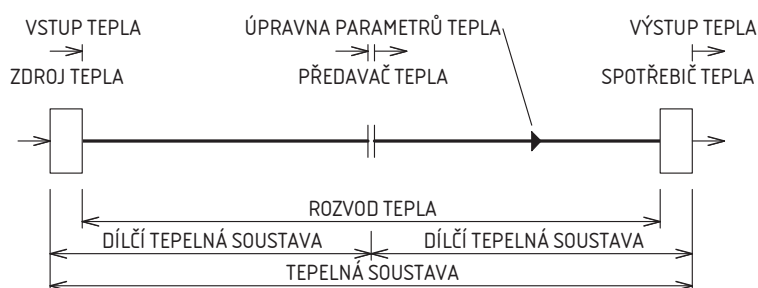 VSTUP TEPLA
ÚPRAVNA PARAMETRŮ TEPLA
VÝSTUP TEPLA
ZDROJ TEPLA
PŘEDAVAČ TEPLA
SPOTŘEBIČ TEPLA
ROZVOD TEPLA
DÍLČÍ TEPELNÁ SOUSTAVA
DÍLČÍ TEPELNÁ SOUSTAVA
TEPELNÁ SOUSTAVA